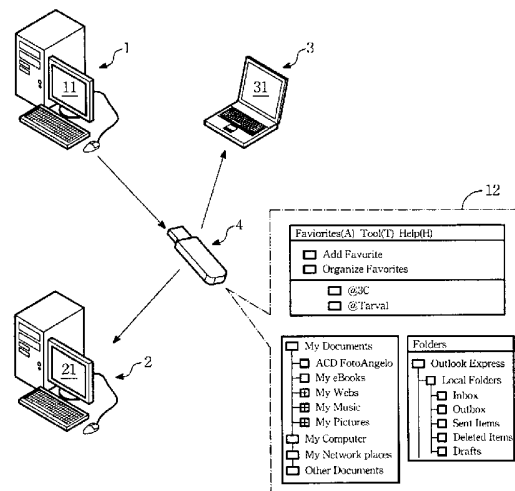 1
11
3
31
4
2
21
12
Faviorites(A) Tool(T) Help(H)
Add Favorite
Organize Favorites
@3C
@Tarval
My Documents
ACD FotoAngelo
My eBooks
My Webs
My Music
My Pictures
My Computer
My Network places
Other Documents
Folders
Outlook Express
Local Folders
Inbox
Outbox
Sent Items
Deleted Items
Drafts